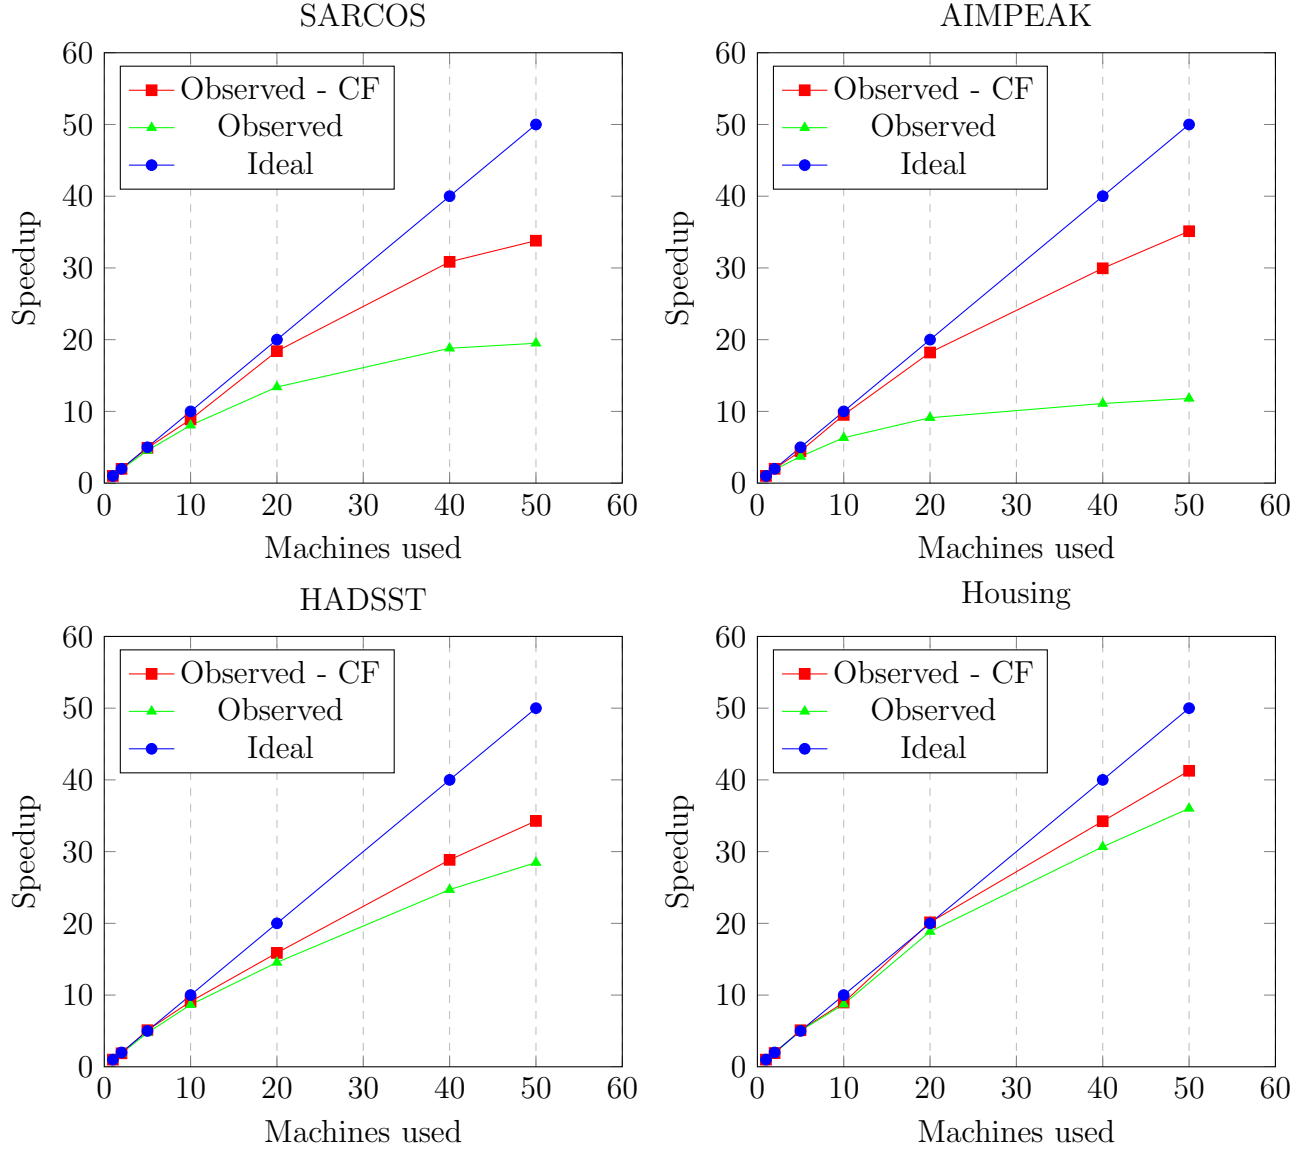 SARCOS
60
50
40
30
20
10
0
Speedup
Observed - CF
Observed
Ideal
0 10 20 30 40 50 60
Machines used
AIMPEAK
60
50
40
30
20
10
0
Speedup
Observed - CF
Observed
Ideal
0 10 20 30 40 50 60
Machines used
HADSST
60
50
40
30
20
10
0
Speedup
Observed - CF
Observed
Ideal
0 10 20 30 40 50 60
Machines used
Housing
60
50
40
30
20
10
0
Speedup
Observed - CF
Observed
Ideal
0 10 20 30 40 50 60
Machines used